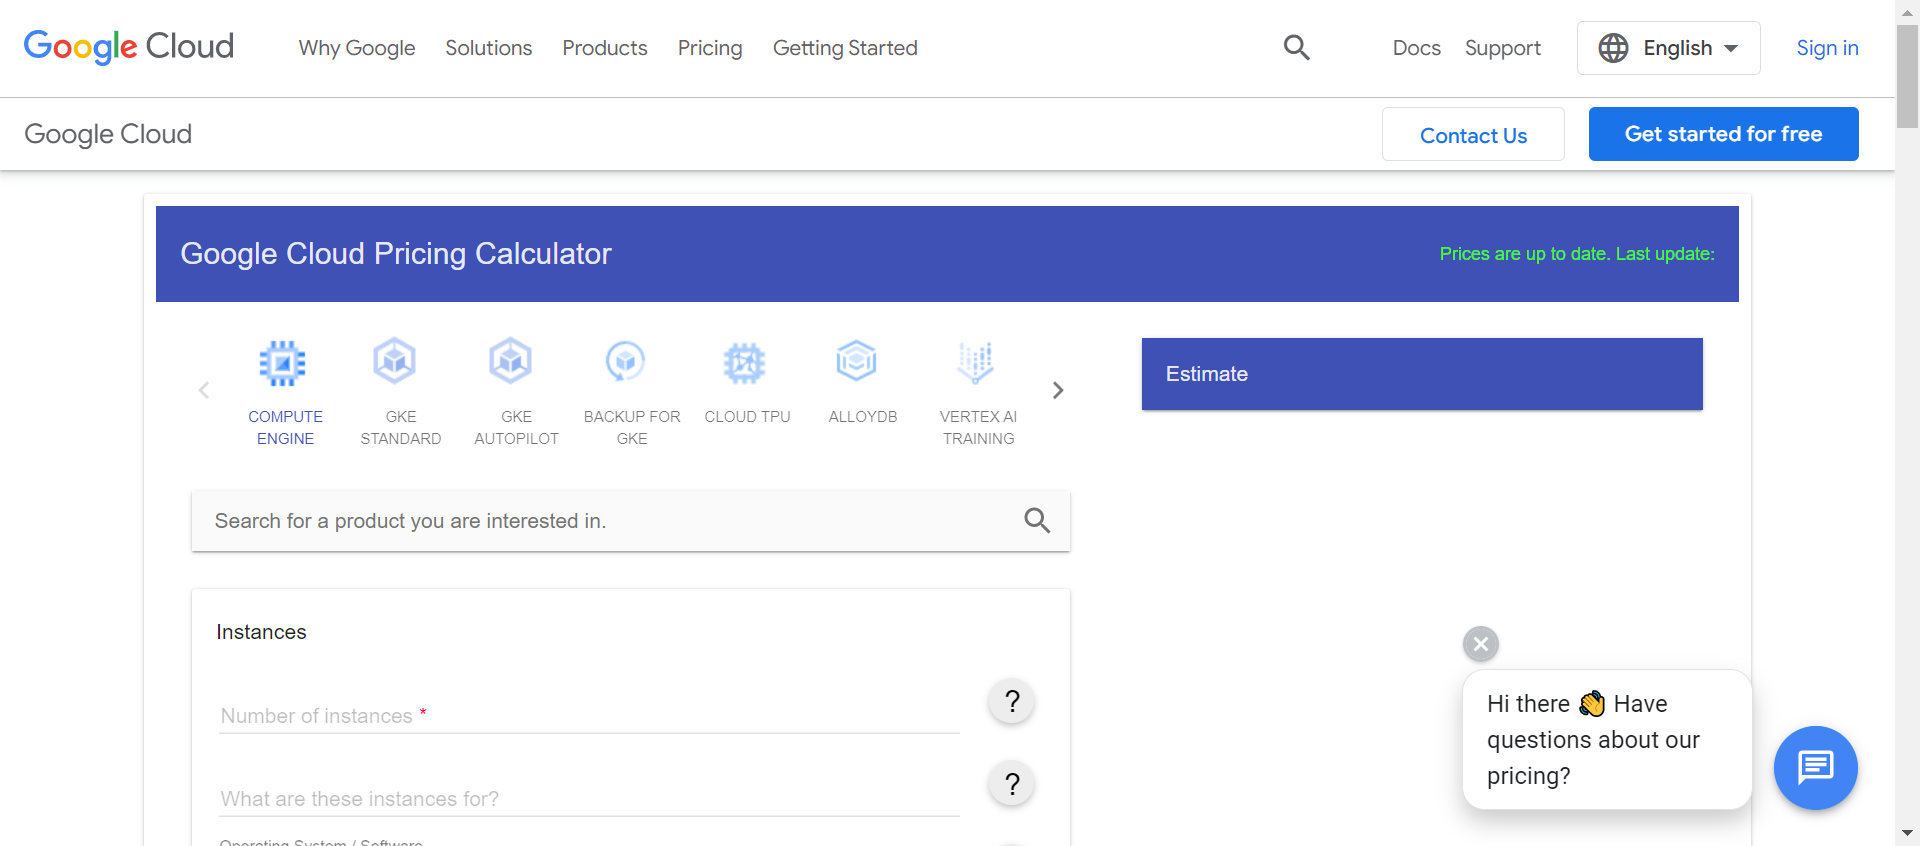 Google Cloud
Why Google
Solutions
Products
Pricing
Getting Started
Docs
Support
English
Sign in
Google Cloud
Contact Us
Get started for free
Google Cloud Pricing Calculator
Prices are up to date. Last update:
COMPUTE
ENGINE
GKE
STANDARD
GKE
AUTOPILOT
BACKUP FOR
GKE
CLOUD TPU
ALLOYDB
VERTEX AI
TRAINING
Estimate
Search for a product you are interested in.
Instances
Number of instances *
?
What are these instances for?
?
Operating System / Software
Hi there 👋 Have
questions about our
pricing?